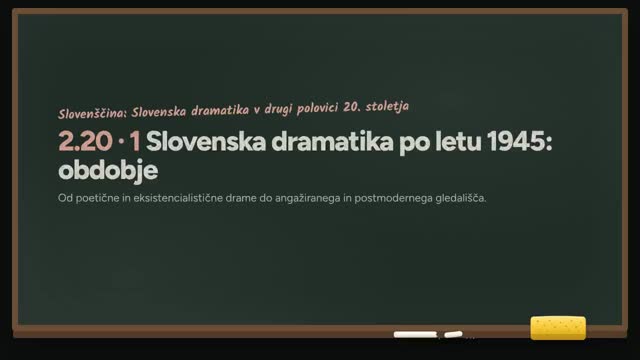 Slovenščina: Slovenska dramatika v drugi polovici 20. stoletja
2.20 · 1 Slovenska dramatika po letu 1945:
obdobje
Od poetične in eksistencialistične drame do angažiranega in postmodernega gledališča.